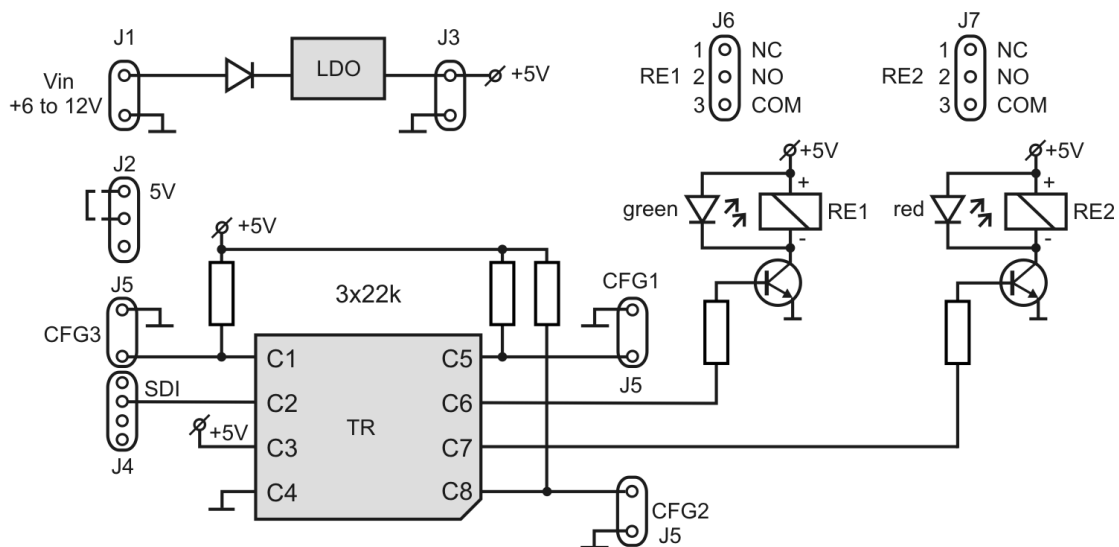 J1
Vin
+6 to 12V
LDO
J3
+5V
J6
1 NC
RE1 2 NO
3 COM
J7
1 NC
RE2 2 NO
3 COM
J2
5V
+5V
green
+
RE1
-
+5V
red
+
RE2
-
+5V
3x22k
J5
CFG3
CFG1
J5
SDI
J4
+5V
C1
C2
C3
C4
TR
C5
C6
C7
C8
CFG2
J5